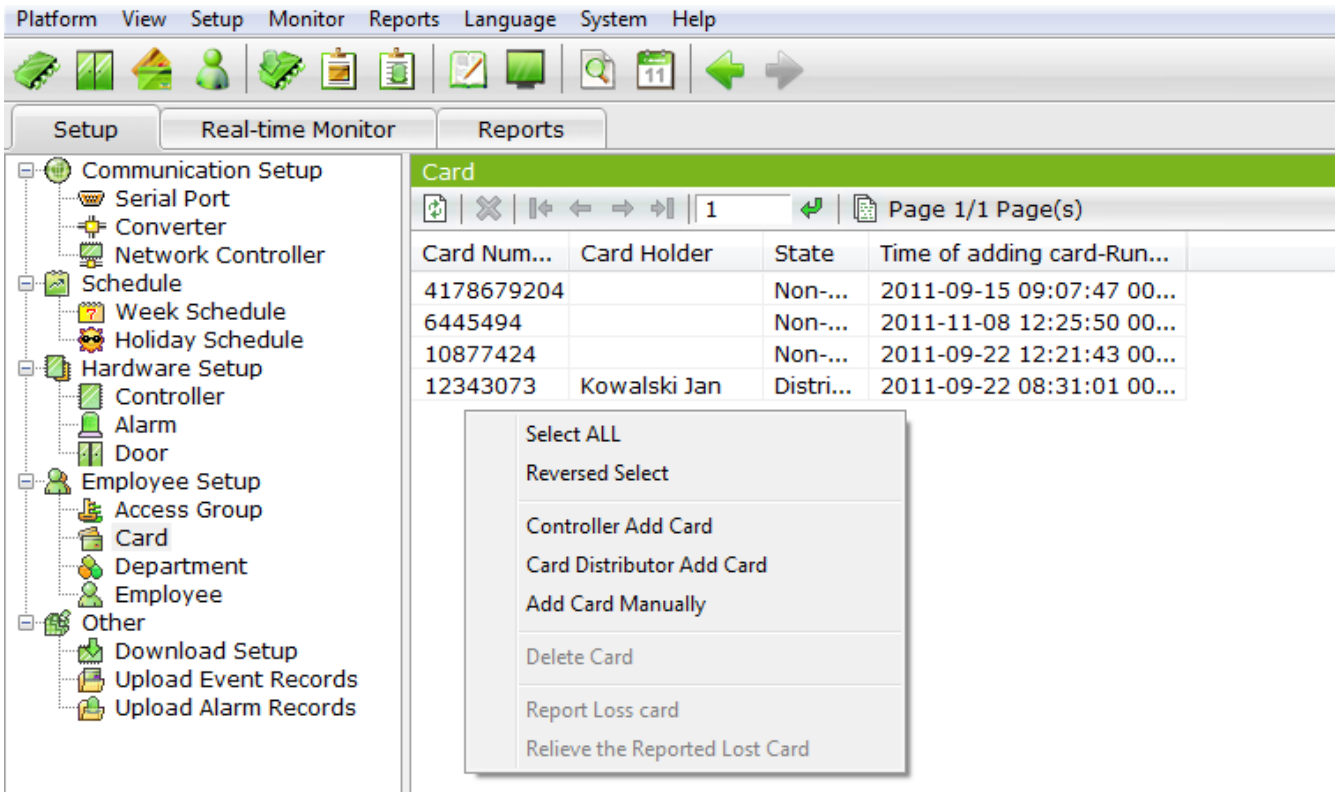 Platform View Setup Monitor Reports Language System Help
11
Setup Real-time Monitor Reports
Communication Setup
Serial Port
Converter
Network Controller
Schedule
7
Week Schedule
Holiday Schedule
Hardware Setup
Controller
Alarm
Door
Employee Setup
Access Group
Card
Department
Employee
Other
Download Setup
Upload Event Records
Upload Alarm Records
Card
1 Page 1/1 Page(s)
Card Num... Card Holder State Time of adding card-Run...
4178679204 Non-... 2011-09-15 09:07:47 00...
6445494 Non-... 2011-11-08 12:25:50 00...
10877424 Non-... 2011-09-22 12:21:43 00...
12343073 Kowalski Jan Distri... 2011-09-22 08:31:01 00...
Select ALL
Reversed Select
Controller Add Card
Card Distributor Add Card
Add Card Manually
Delete Card
Report Loss card
Relieve the Reported Lost Card